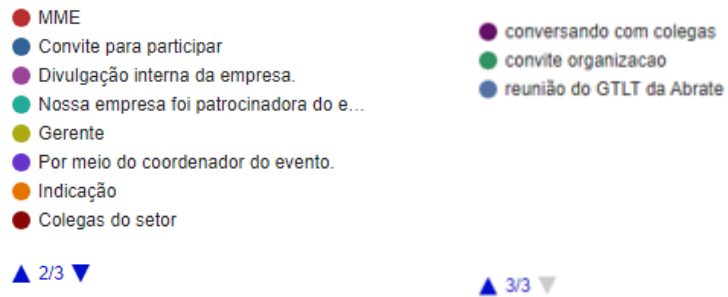 MME
Convite para participar
Divulgação interna da empresa.
Nossa empresa foi patrocinadora do e...
Gerente
Por meio do coordenador do evento.
Indicação
Colegas do setor
2/3
conversando com colegas
convite organizacao
reunião do GTLT da Abrate
3/3